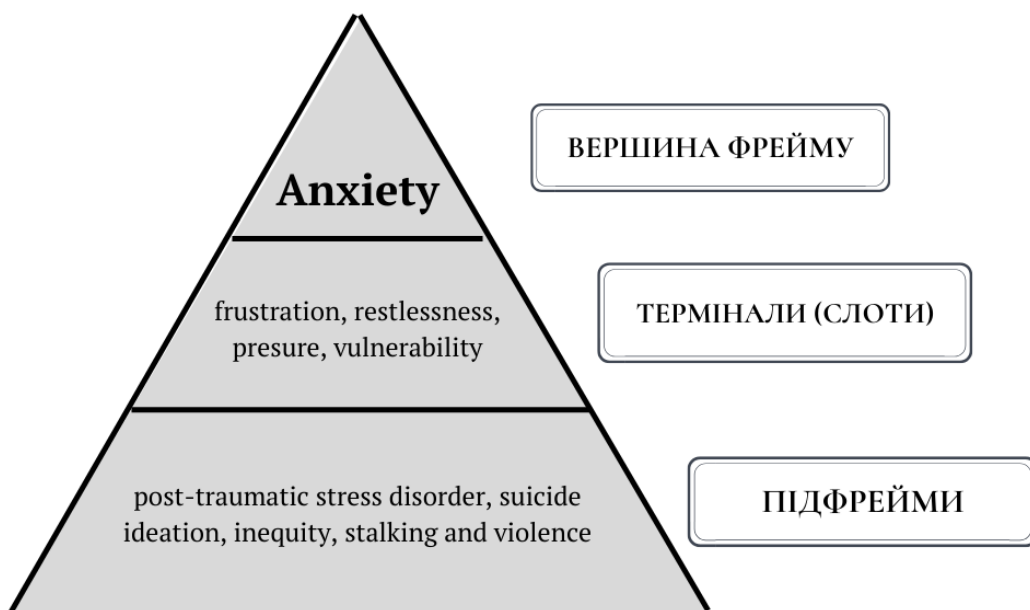 ВЕРШИНА ФРЕЙМУ
Anxiety
ТЕРМІНАЛИ (СЛОТИ)
frustration, restlessness,
presure, vulnerability
ПІДФРЕЙМИ
post-traumatic stress disorder, suicide
ideation, inequity, stalking and violence